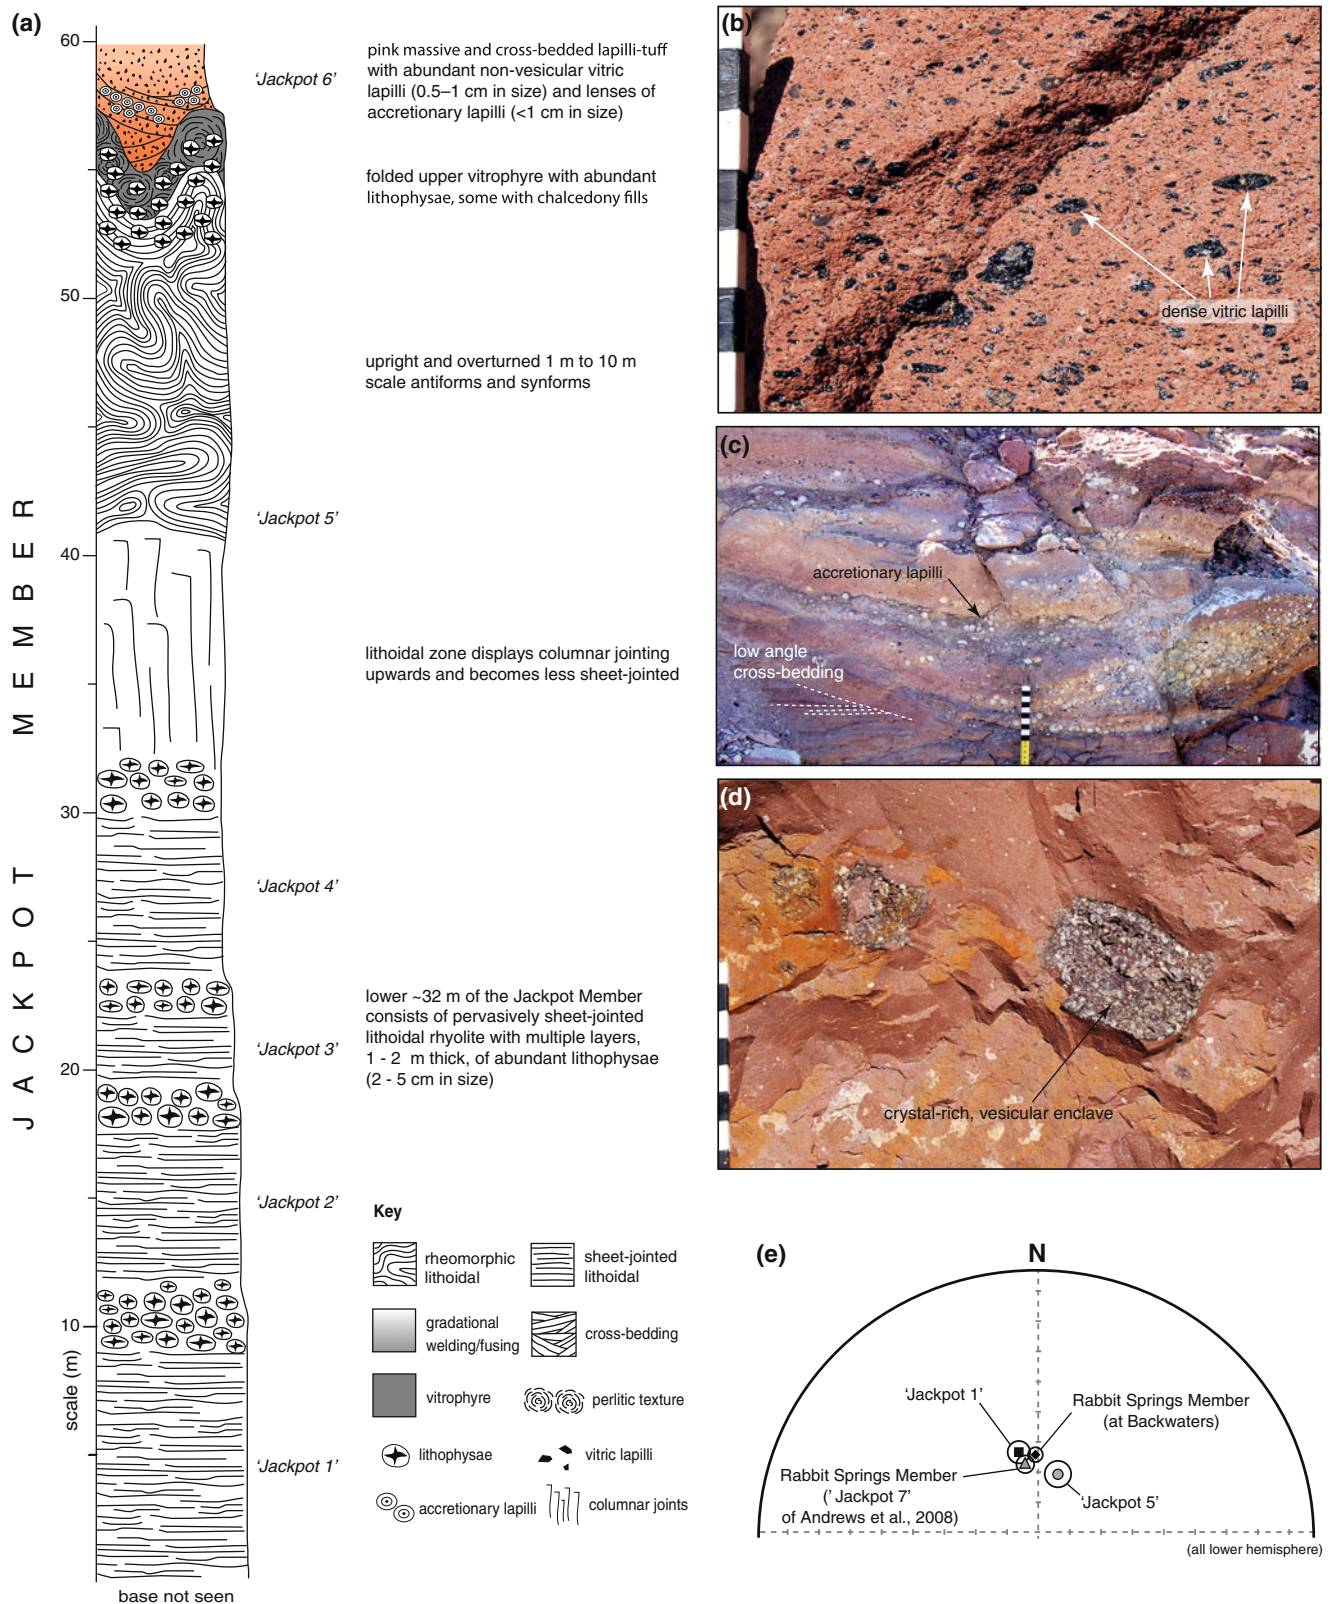 (a)
60
50
40
30
20
10
scale (m)
JACKPOT MEMBER
'Jackpot 6'
'Jackpot 5'
'Jackpot 4'
'Jackpot 3'
'Jackpot 2'
'Jackpot 1'
base not seen
pink massive and cross-bedded lapilli-tuff
with abundant non-vesicular vitric
lapilli (0.5–1 cm in size) and lenses of
accretionary lapilli (<1 cm in size)
folded upper vitrophyre with abundant
lithophysae, some with chalcedony fills
upright and overturned 1 m to 10 m
scale antiforms and synforms
lithoidal zone displays columnar jointing
upwards and becomes less sheet-jointed
lower ~32 m of the Jackpot Member
consists of pervasively sheet-jointed
lithoidal rhyolite with multiple layers,
1 - 2 m thick, of abundant lithophysae
(2 - 5 cm in size)
Key
rheomorphic
lithoidal
sheet-jointed
lithoidal
gradational
welding/fusing
cross-bedding
vitrophyre
perlitic texture
lithophysae
vitric lapilli
accretionary lapilli
columnar joints
(b)
dense vitric lapilli
(c)
accretionary lapilli
low angle
cross-bedding
(d)
crystal-rich, vesicular enclave
(e)
N
'Jackpot 1'
Rabbit Springs Member
(at Backwaters)
Rabbit Springs Member
(' Jackpot 7'
of Andrews et al., 2008)
'Jackpot 5'
(all lower hemisphere)